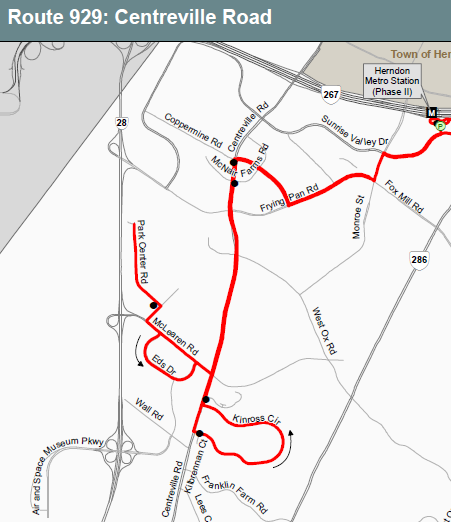 Route 929: Centreville Road
Town of Her
Herndon
Metro Station
(Phase II)
267
M
P
28
Coppermine Rd
Centreville Rd
Sunrise Valley Dr
McNair Farms Rd
Frying Pan Rd
Fox Mill Rd
Monroe St
Park Center Rd
286
West Ox Rd
McLearen Rd
Eds Dr
Wall Rd
Kinross Cir
Air and Space Museum Pkwy
Centreville Rd
Kilbrennan Ct
Franklin Farm Rd
Lees C